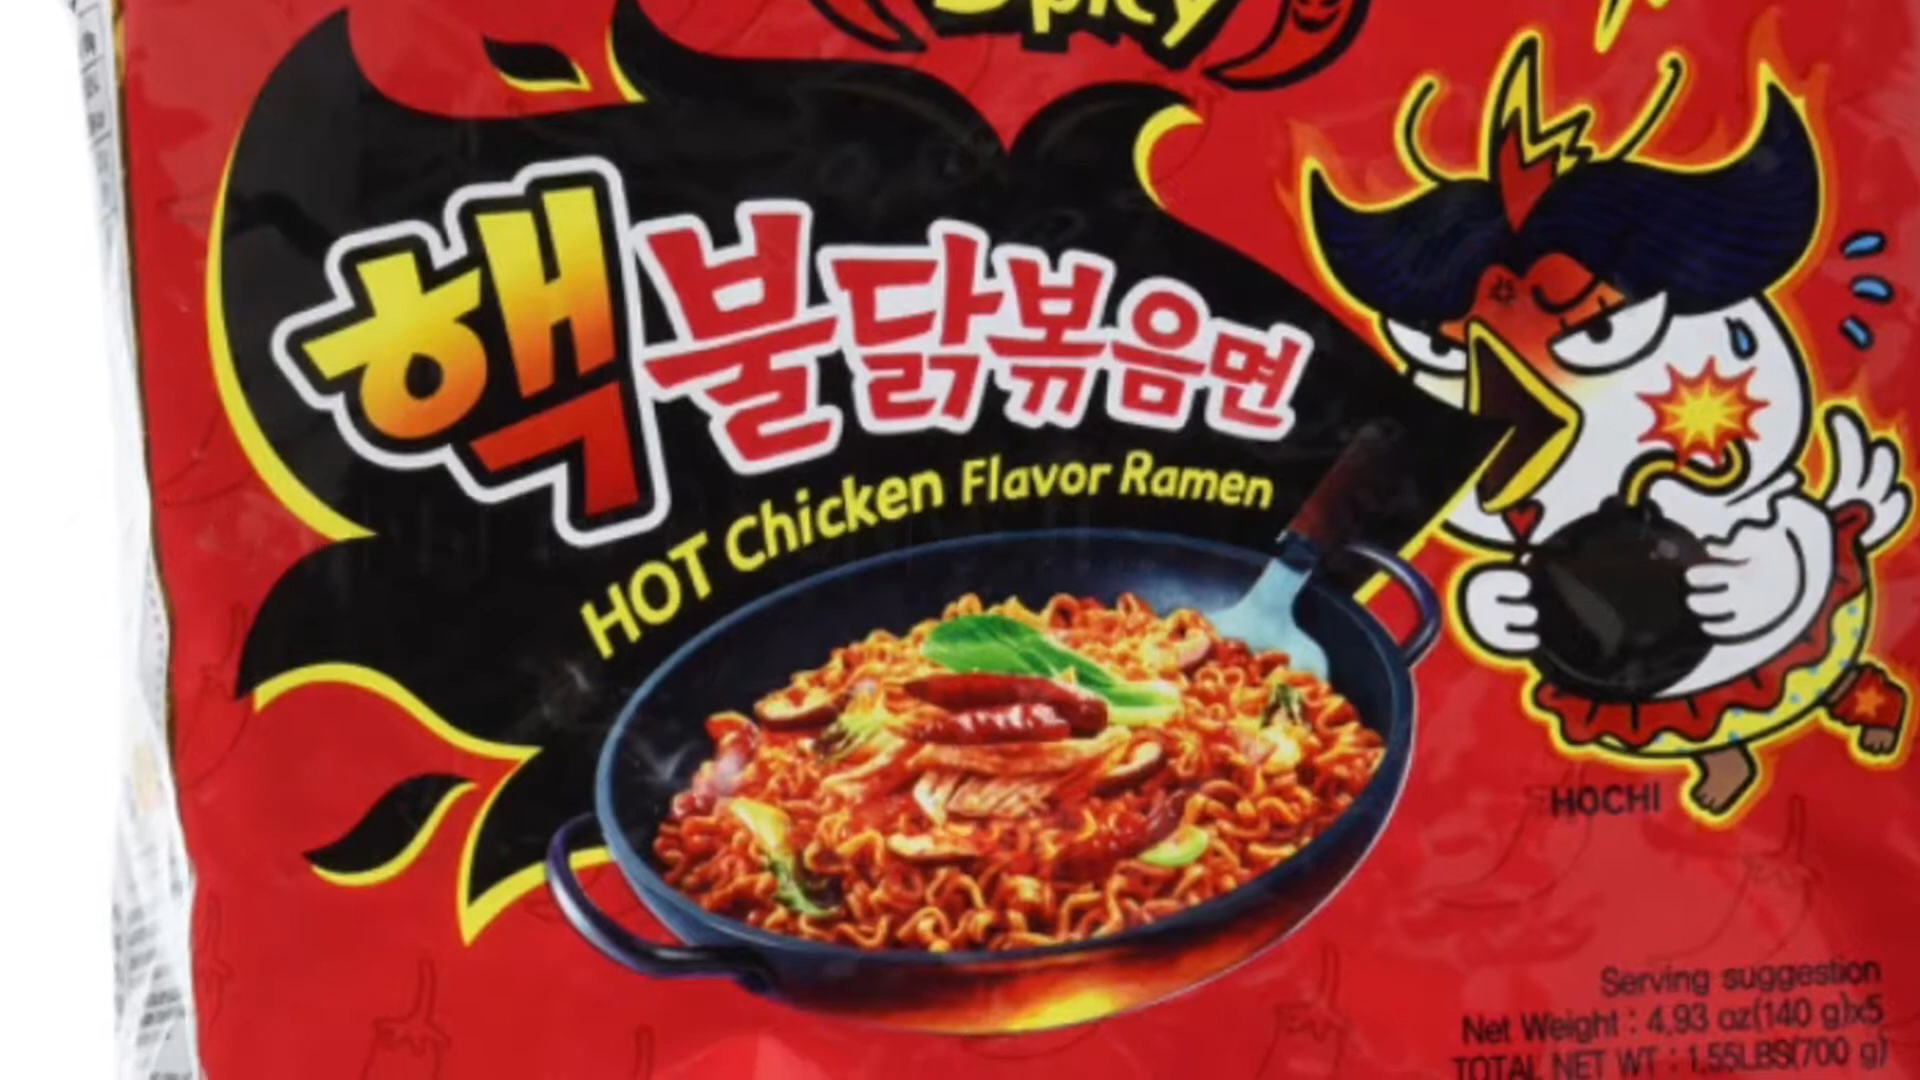 Spicy
핵불닭볶음면
HOT Chicken Flavor Ramen
HOCHI
Serving suggestion
Net Weight : 4.93 oz(140 g)x5
TOTAL NET WT : 1.55LBS(700 g)